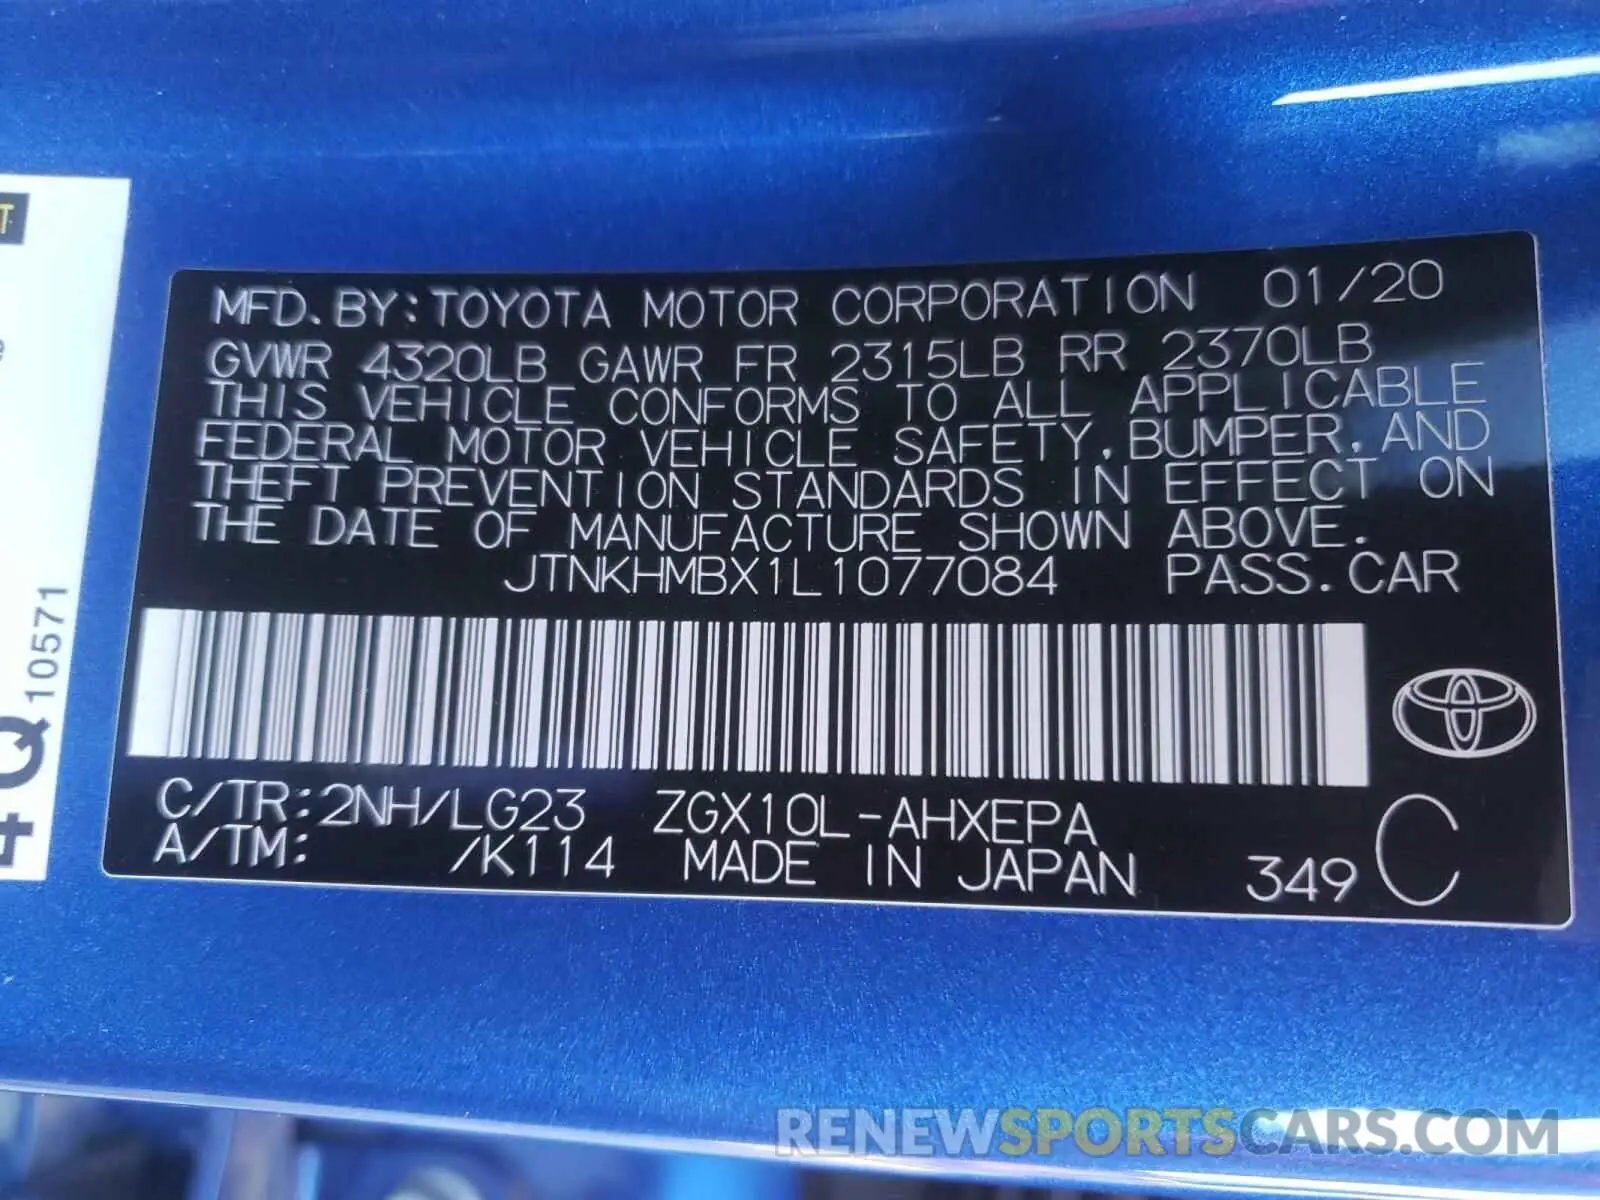 MFD. BY: TOYOTA MOTOR CORPORATION 01/20
GVWR 4320LB GAWR FR 2315LB RR 2370LB
THIS VEHICLE CONFORMS TO ALL APPLICABLE
FEDERAL MOTOR VEHICLE SAFETY, BUMPER, AND
THEFT PREVENTION STANDARDS IN EFFECT ON
THE DATE OF MANUFACTURE SHOWN ABOVE.
JTNKHMBX1L1077084 PASS. CAR
C/TR: 2NH/LG23 ZGX10L-AHXEPA C
A/TM: /K114 MADE IN JAPAN 349
4Q 10571
RENEWSPORTSCARS.COM